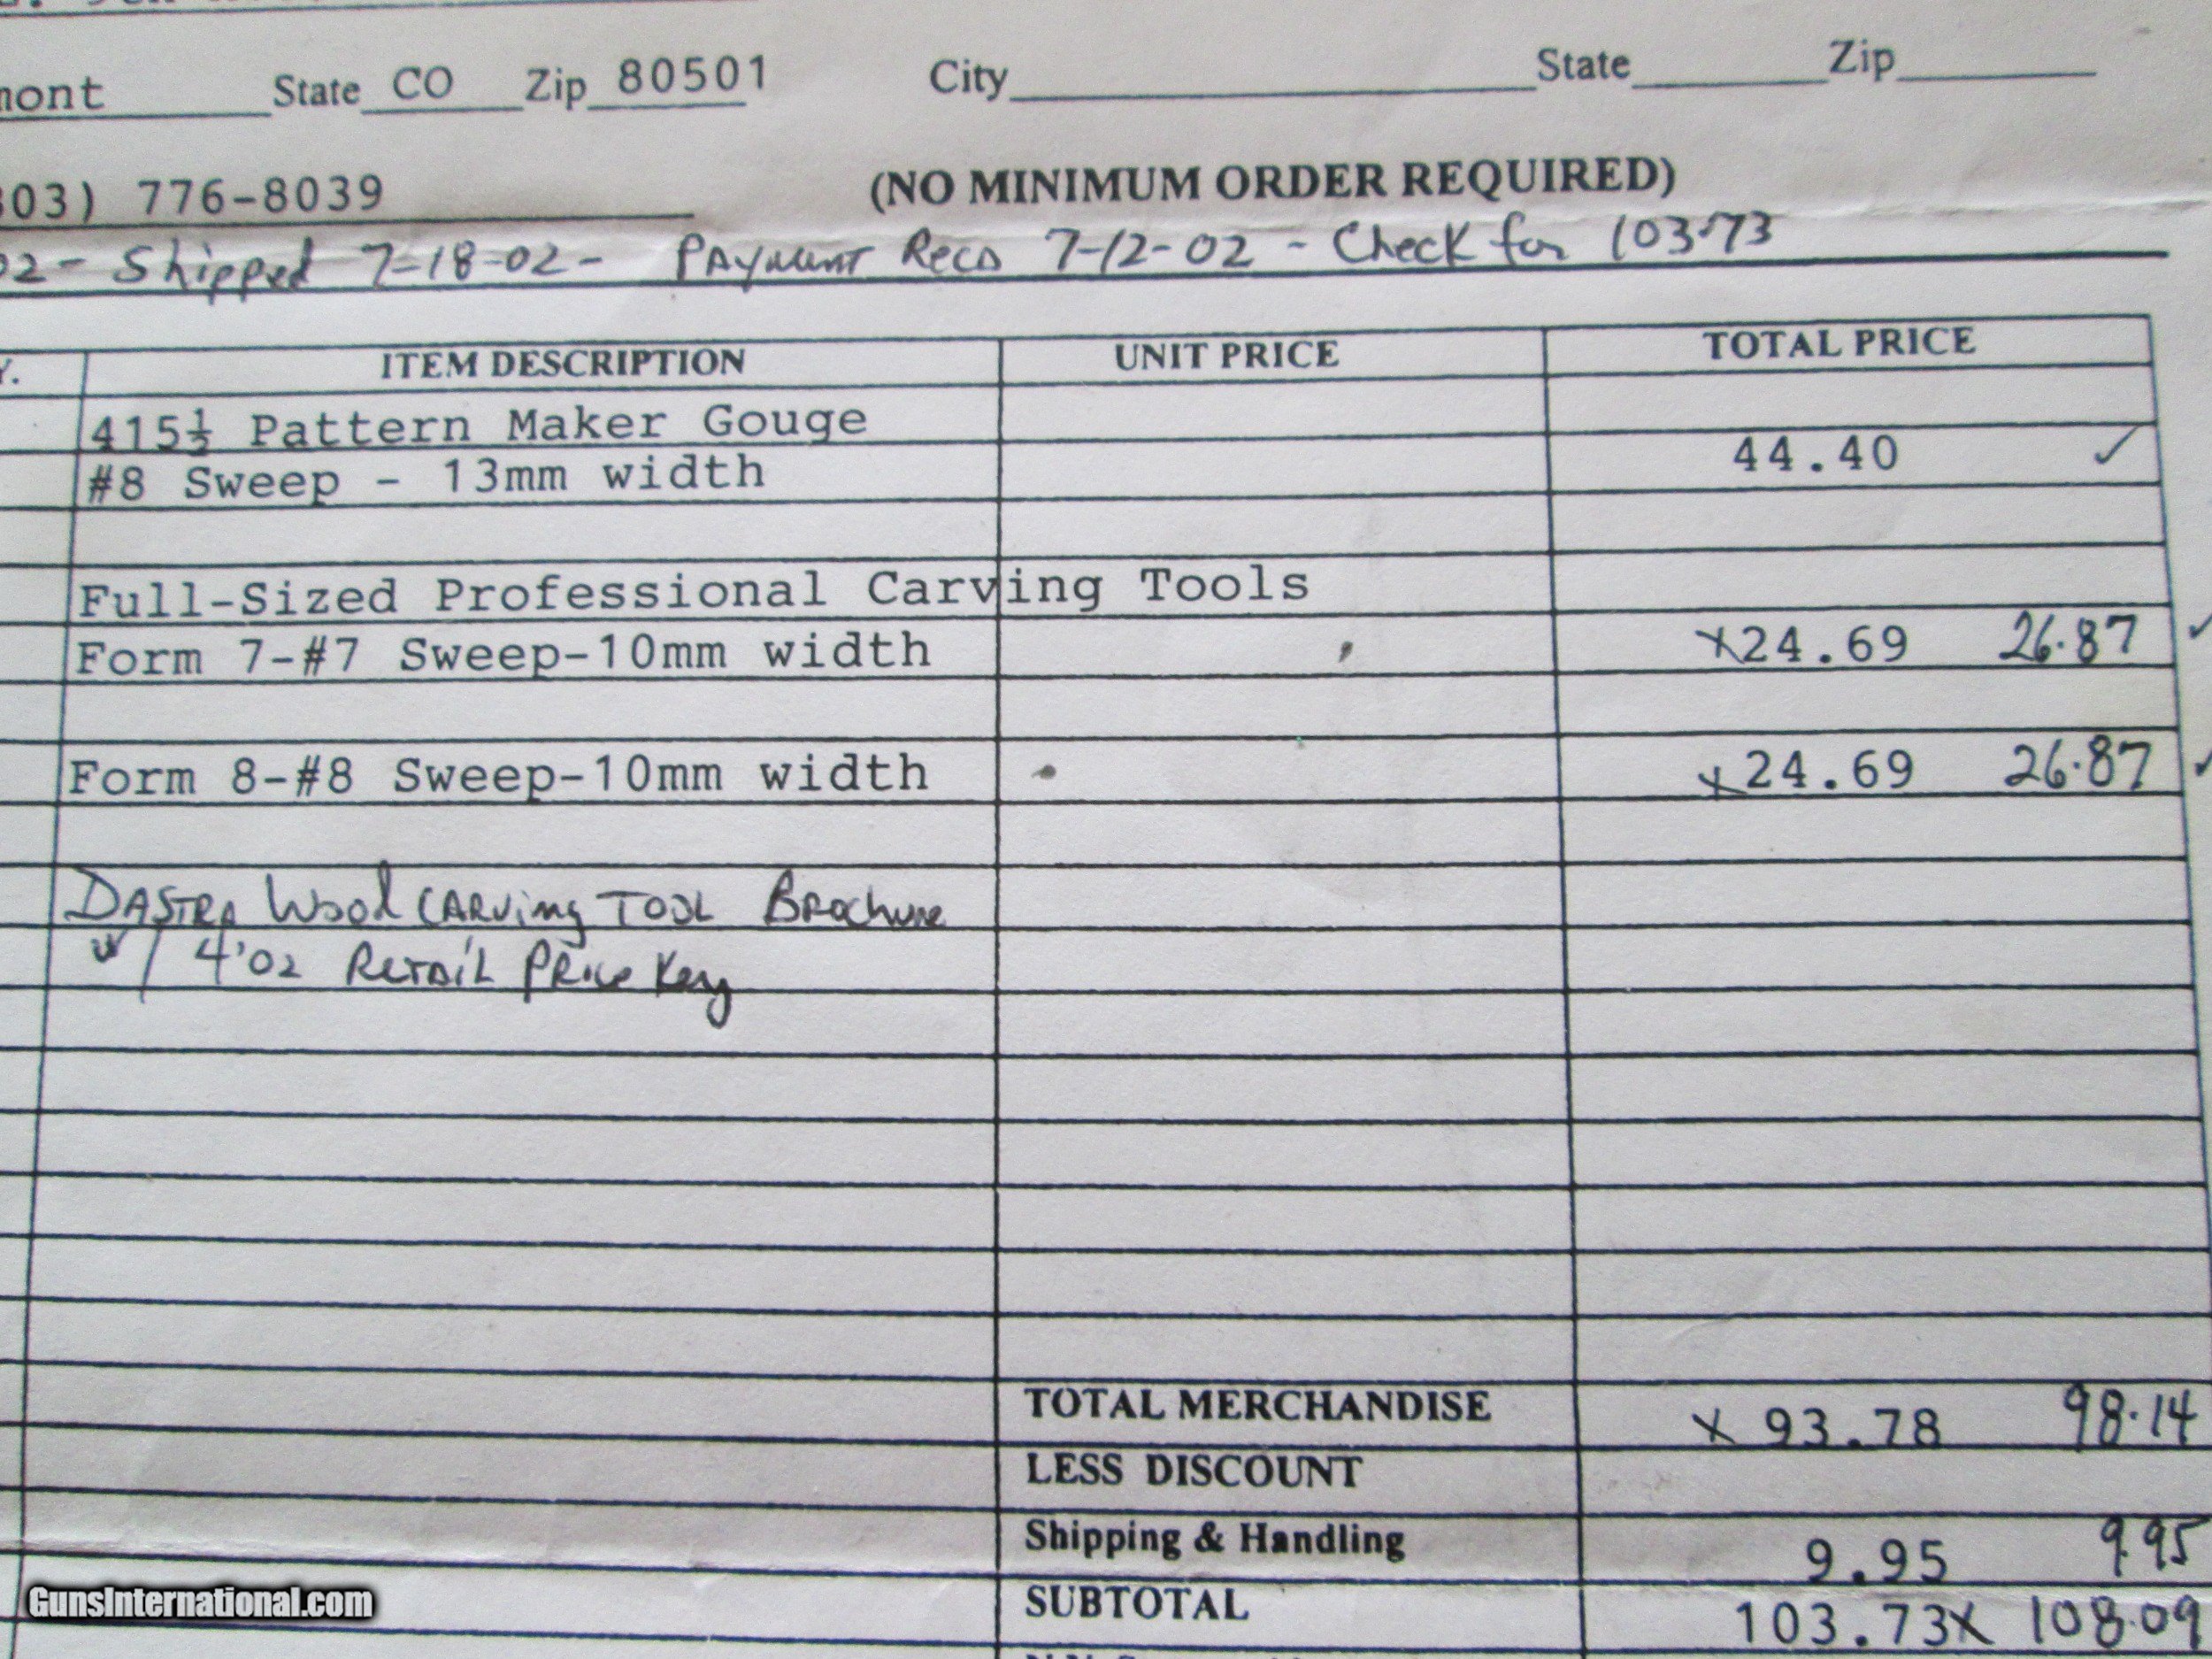 mont State CO Zip 80501 City State Zip
303) 776-8039 (NO MINIMUM ORDER REQUIRED)
02- Shipped 7-18-02- Payment Recd 7-12-02 - Check for 103.73
Y. ITEM DESCRIPTION UNIT PRICE TOTAL PRICE
415½ Pattern Maker Gouge
#8 Sweep - 13mm width 44.40 ✓
Full-Sized Professional Carving Tools
Form 7-#7 Sweep-10mm width x24.69 26.87 ✓
Form 8-#8 Sweep-10mm width x24.69 26.87 ✓
DASTRA Wood CARVing TOOL Brochure
w/ 4'02 RETAiL PRice Key
TOTAL MERCHANDISE x 93.78 98.14
LESS DISCOUNT
Shipping & Handling 9.95 9.95
SUBTOTAL 103.73x 108.09
GunsInternational.com